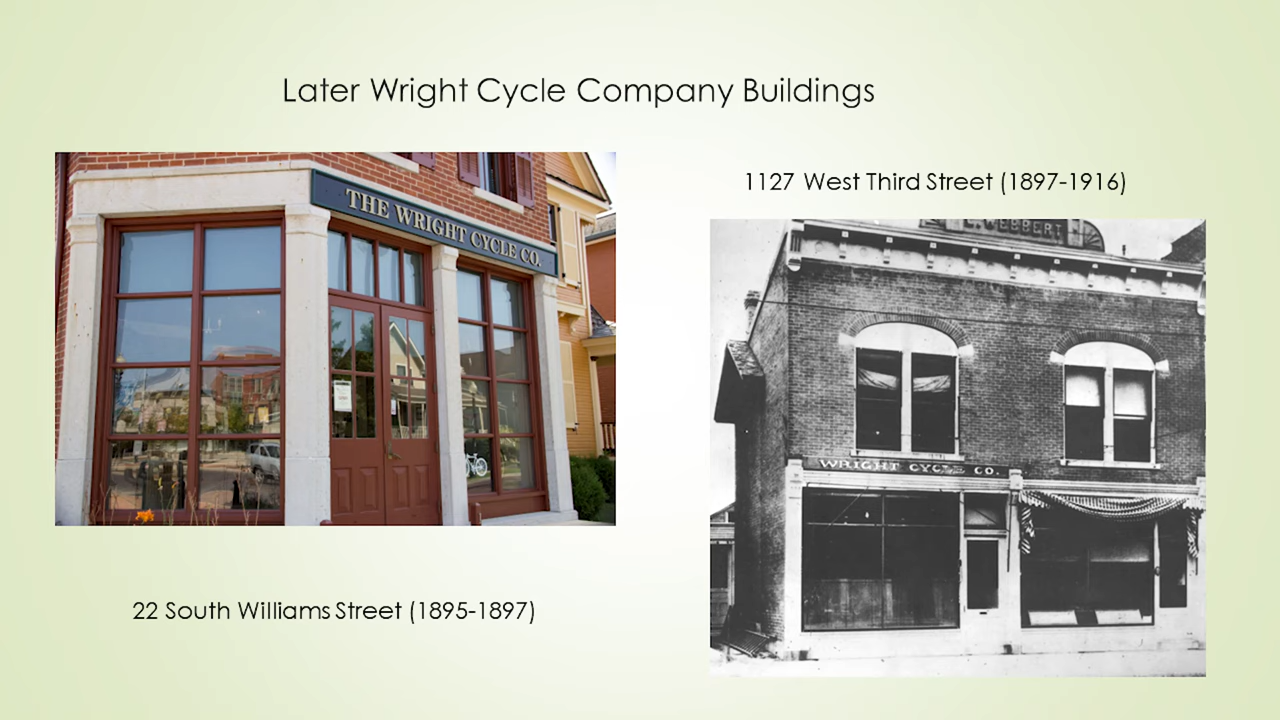 Later Wright Cycle Company Buildings
THE WRIGHT CYCLE CO.
22 South Williams Street (1895-1897)
1127 West Third Street (1897-1916)
WEBBERT
WRIGHT CYCLE CO.